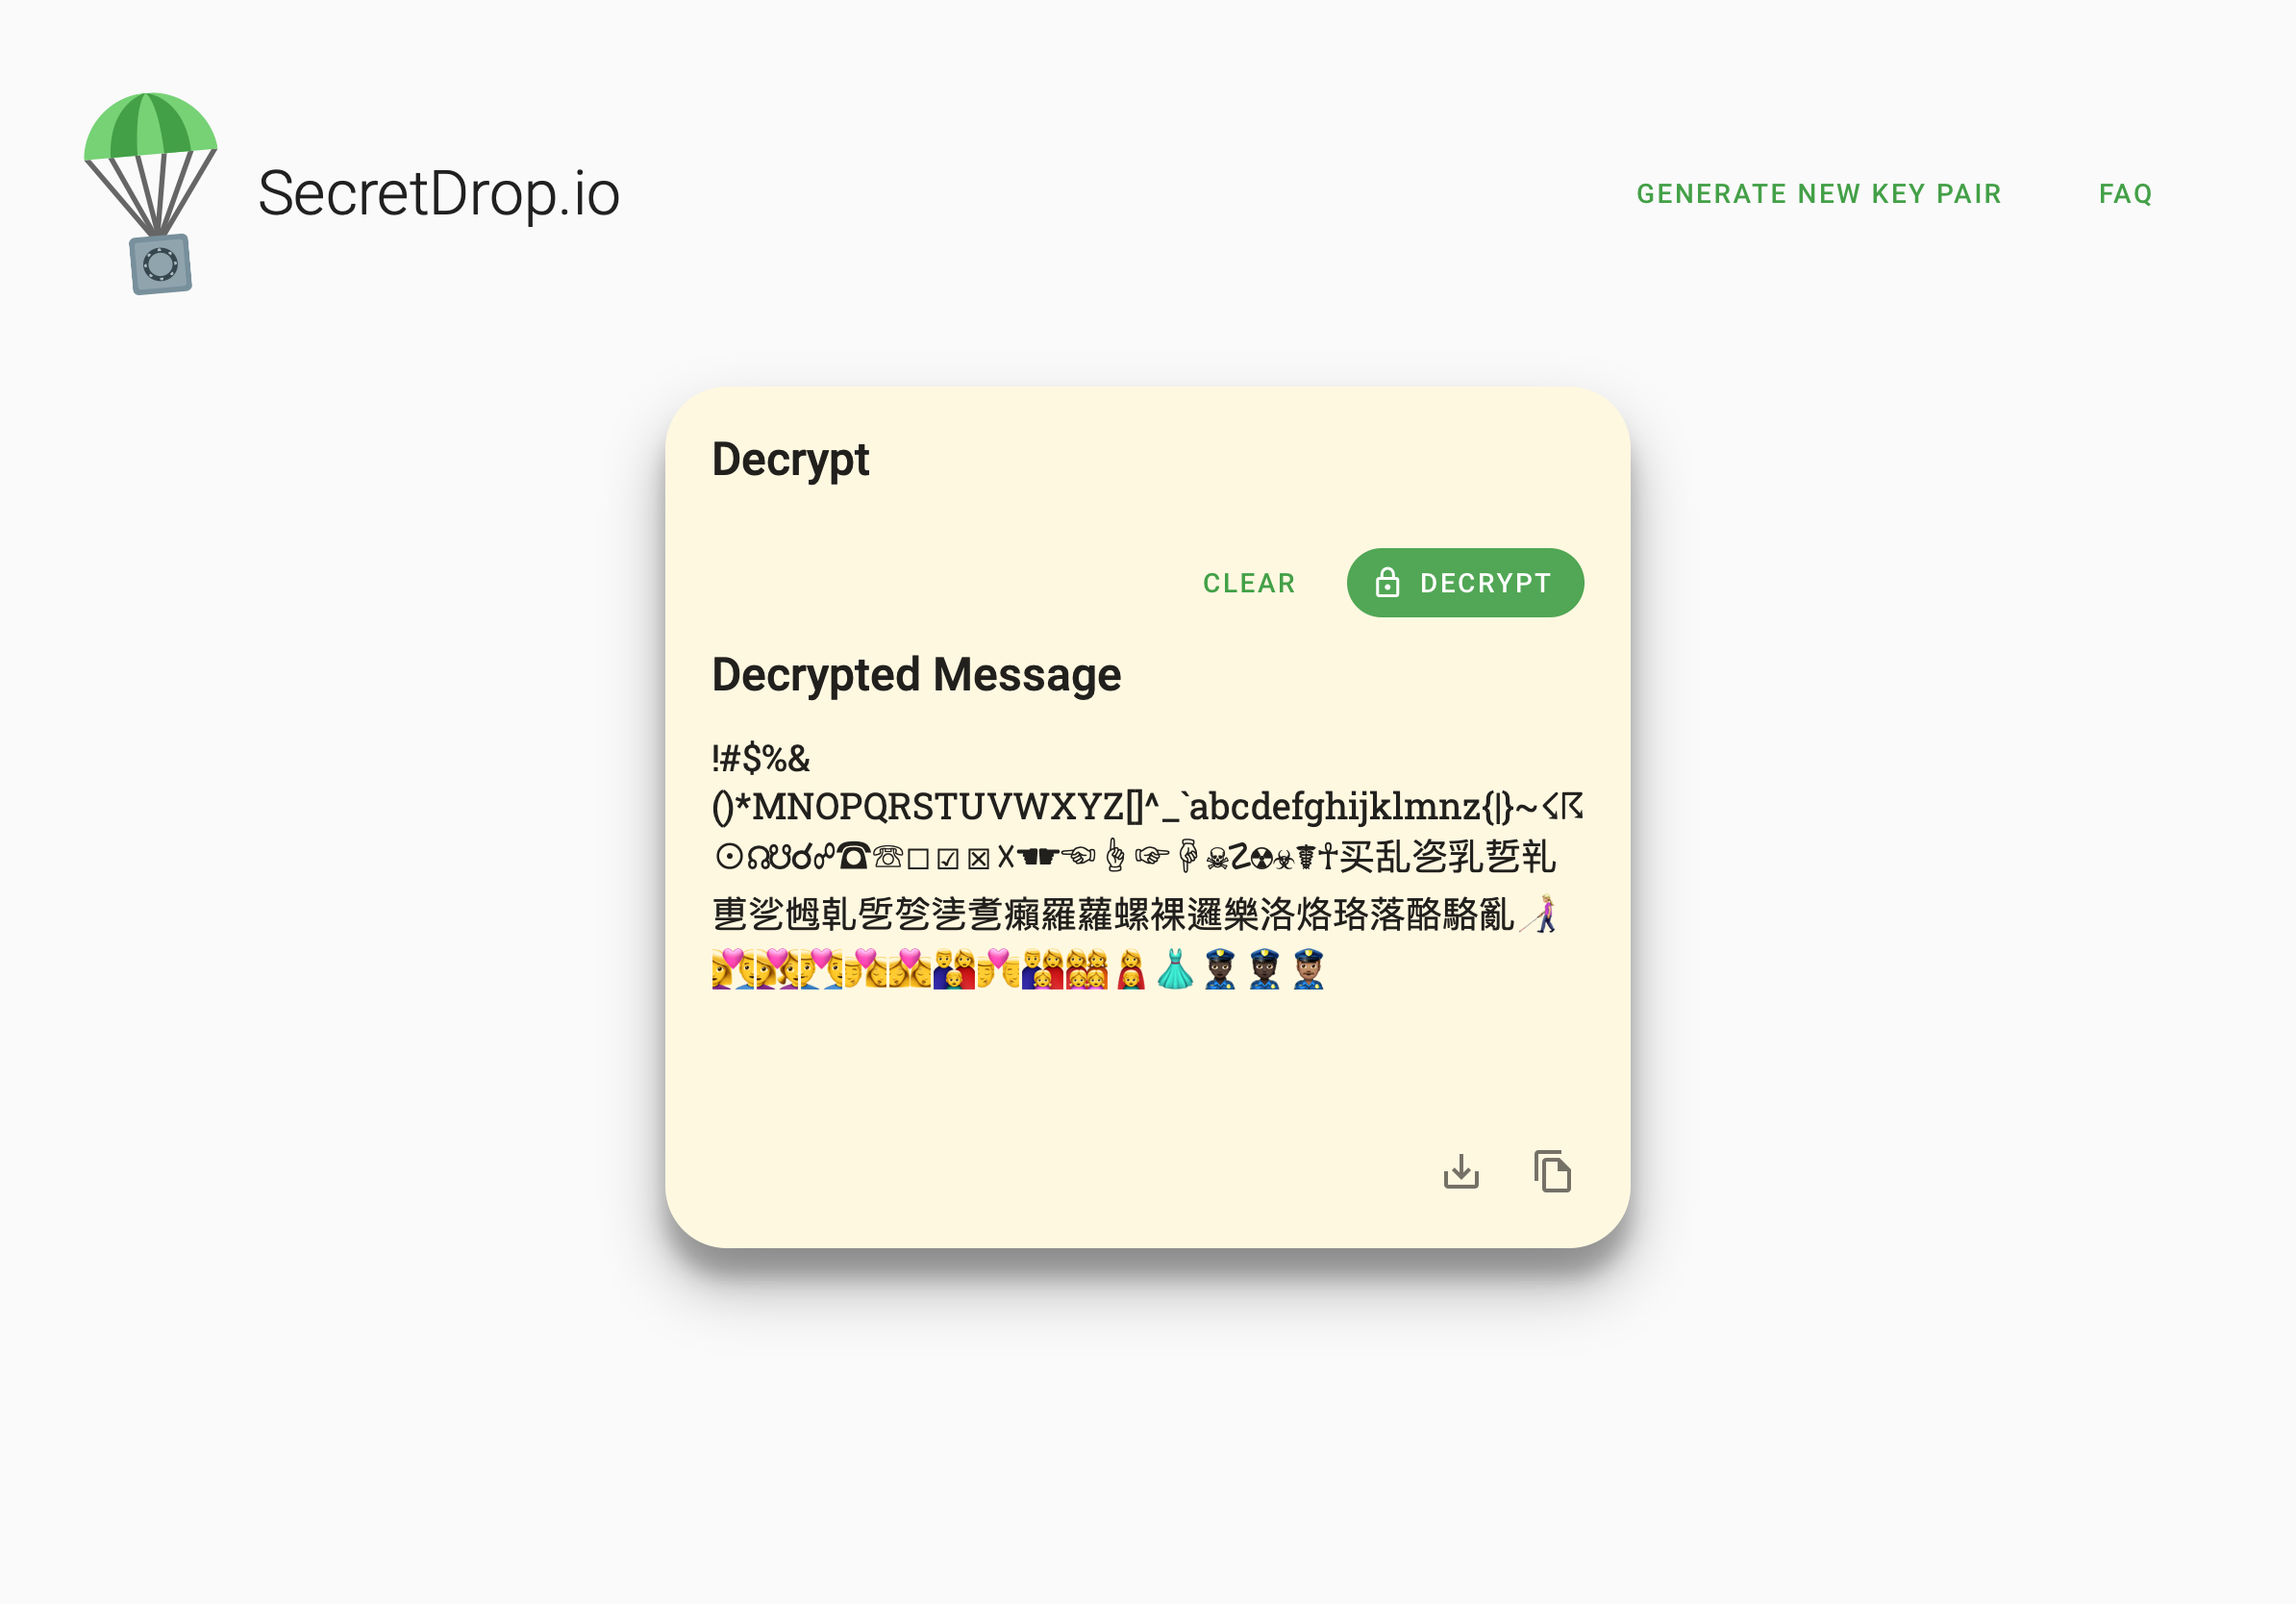 SecretDrop.io
GENERATE NEW KEY PAIR
FAQ
Decrypt
CLEAR
DECRYPT
Decrypted Message
!#$%&
()*MNOPQRSTUVWXYZ[]^_`abcdefghijklmnz{|}~☇☈
☉☊☋☌☍☎☏☐☑☒☓☚☛☜☝☞☟☠☡☢☣☤☥买乱乲乳乴乵
乶乷乸乹乺乻乼乽癩羅蘿螺裸邏樂洛烙珞落酪駱亂